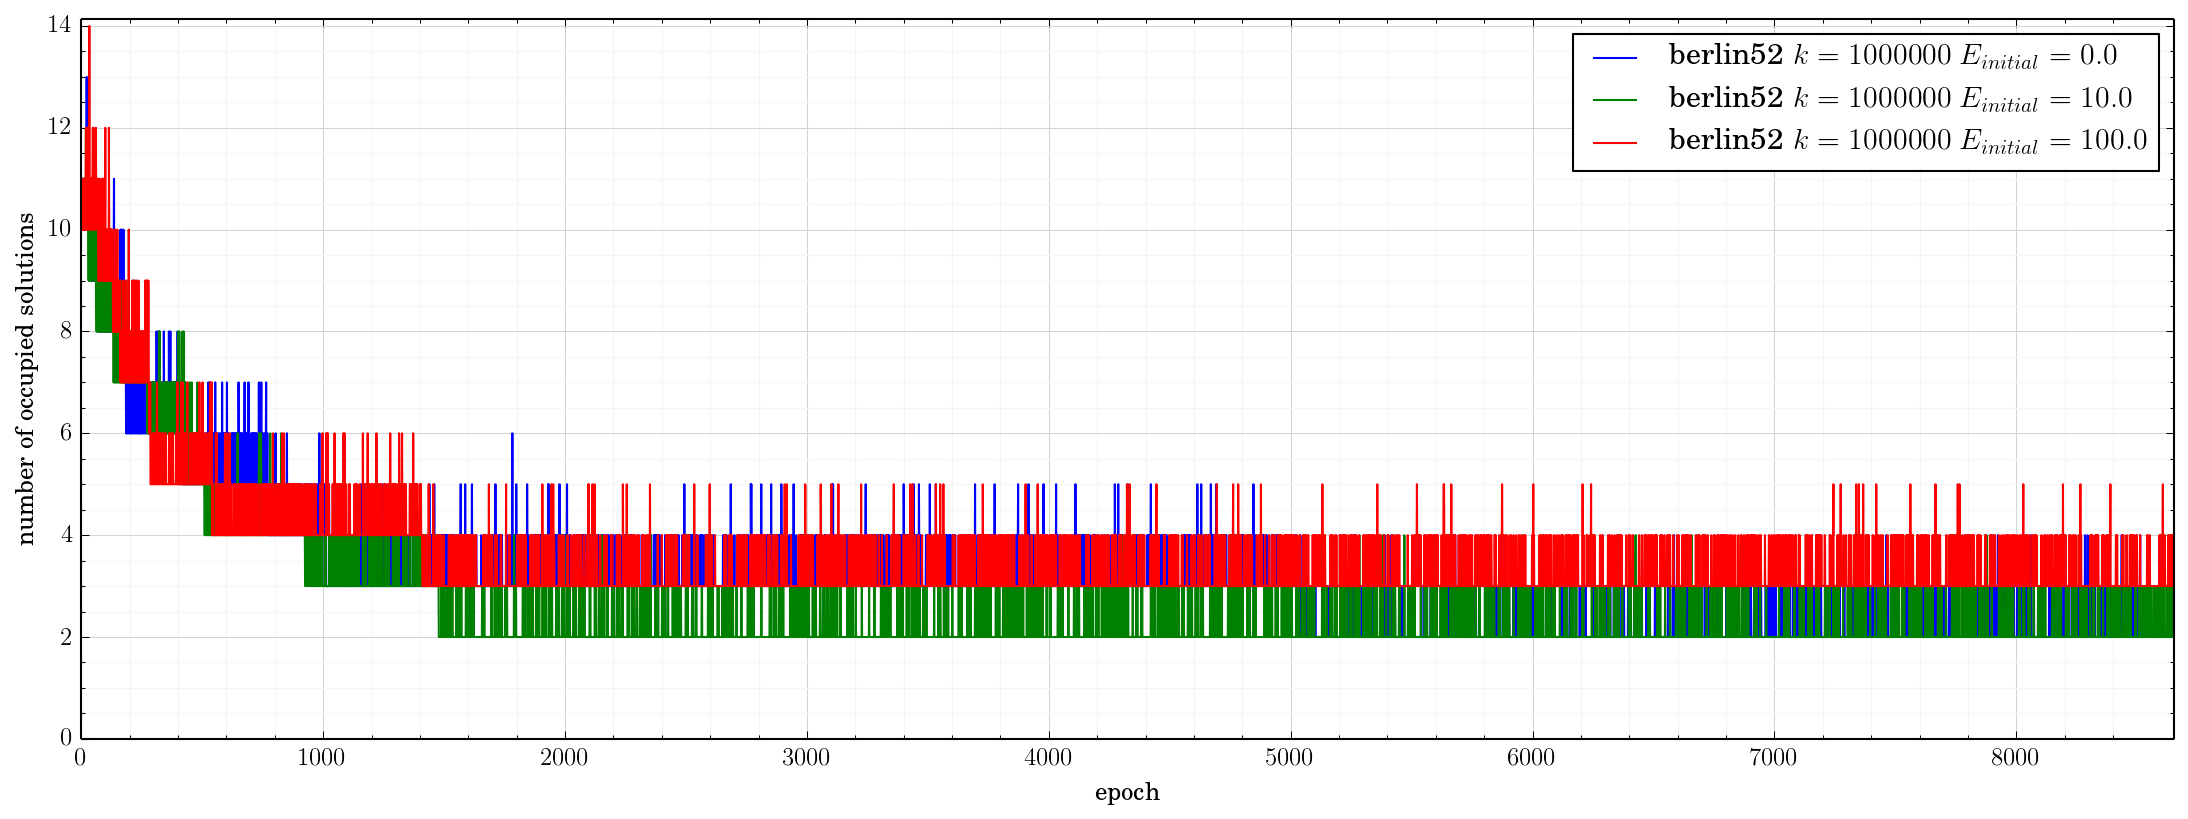 14
12
10
8
6
4
2
0
number of occupied solutions
berlin52 k = 1000000 E_initial = 0.0
berlin52 k = 1000000 E_initial = 10.0
berlin52 k = 1000000 E_initial = 100.0
0 1000 2000 3000 4000 5000 6000 7000 8000
epoch